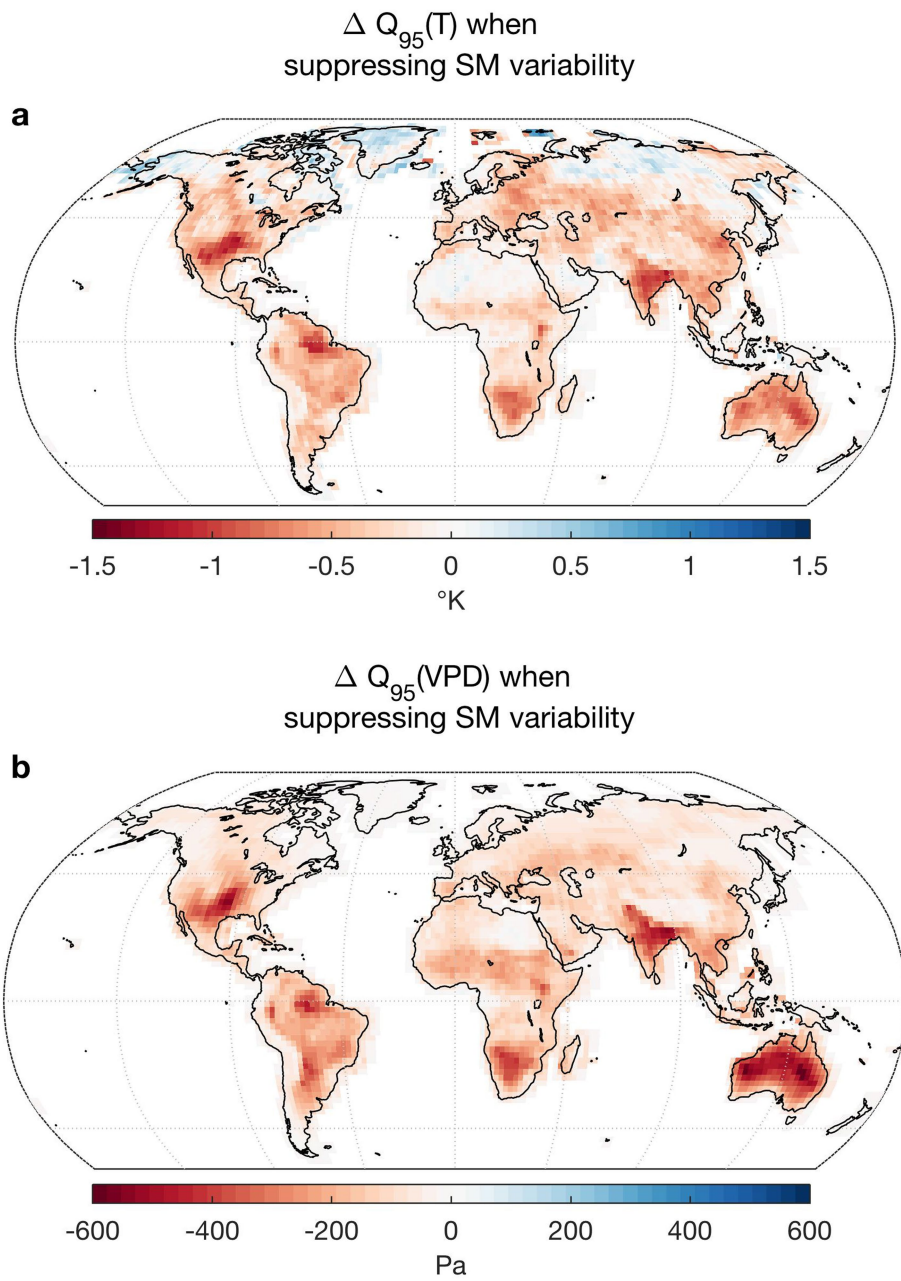 Δ Q95(T) when
suppressing SM variability
a
-1.5 -1 -0.5 0 0.5 1 1.5
°K
Δ Q95(VPD) when
suppressing SM variability
b
-600 -400 -200 0 200 400 600
Pa